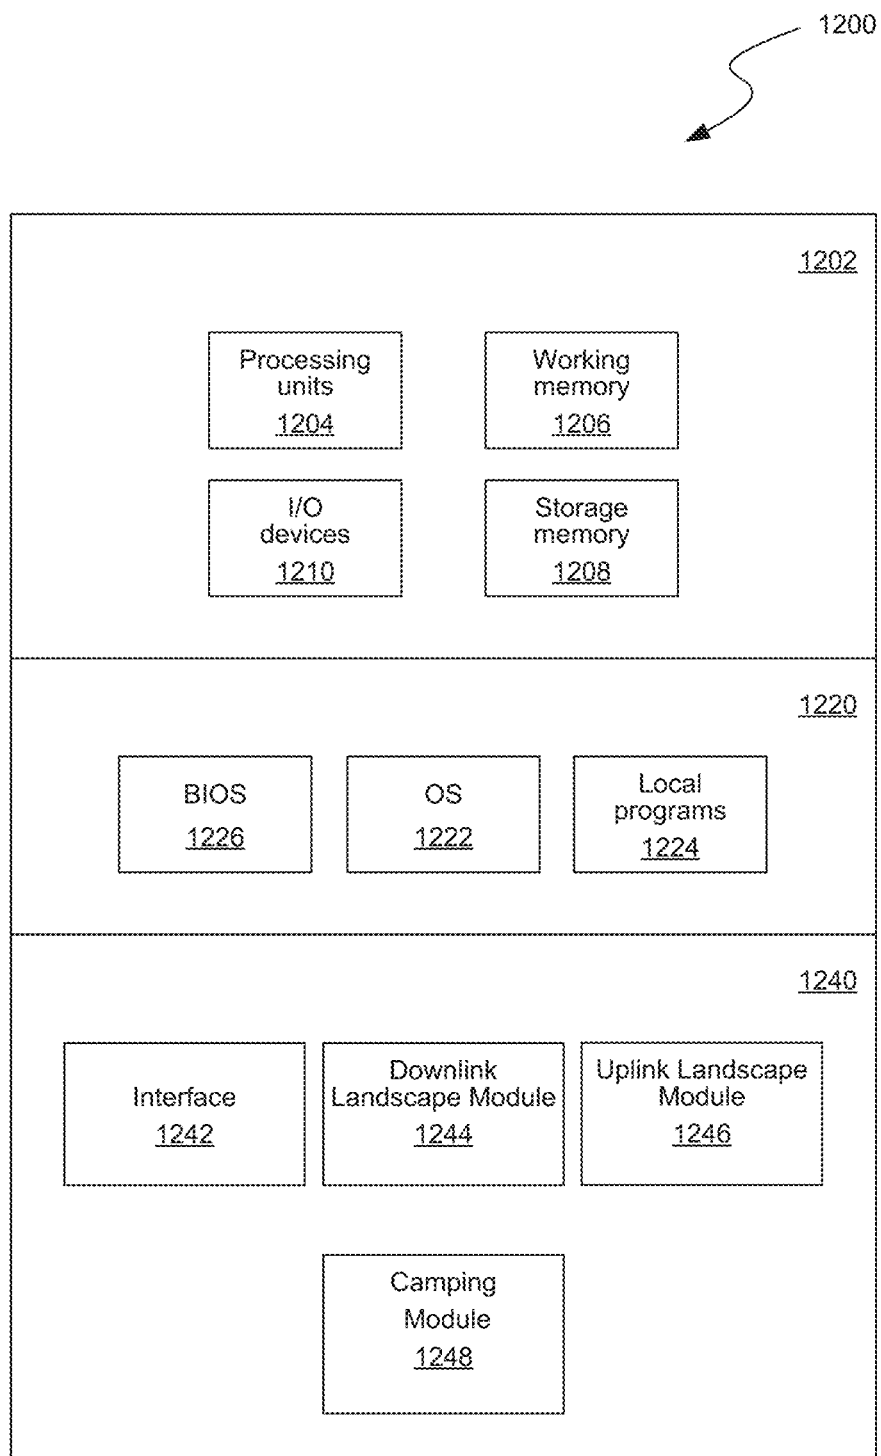 1200
1202
Processing
units
1204
Working
memory
1206
I/O
devices
1210
Storage
memory
1208
1220
BIOS
1226
OS
1222
Local
programs
1224
1240
Interface
1242
Downlink
Landscape Module
1244
Uplink Landscape
Module
1246
Camping
Module
1248